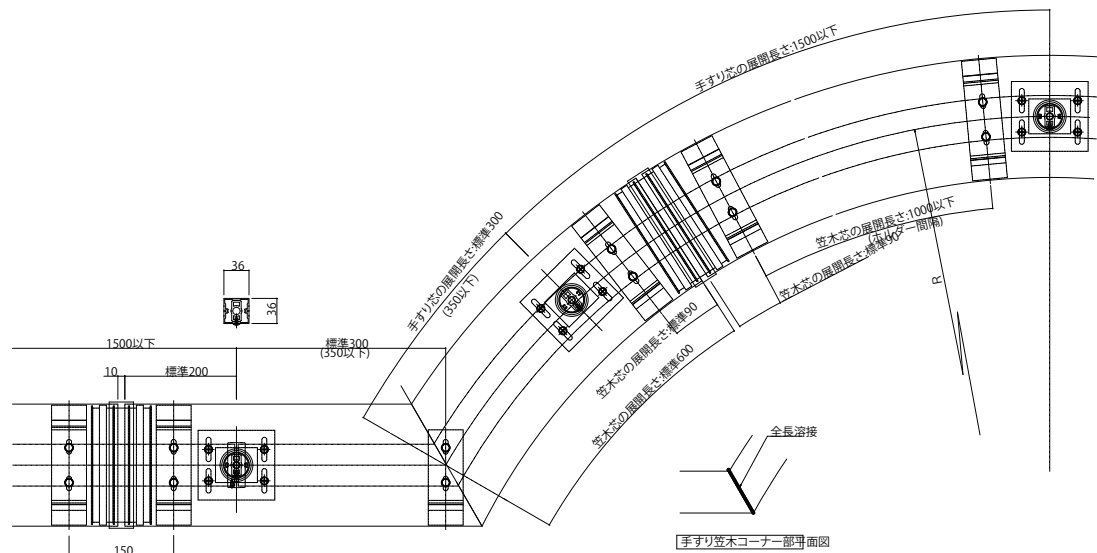 手すり芯の展開長さ:1500以下
手すり芯の展開長さ:標準300
(350以下)
笠木芯の展開長さ:1000以下
(ホルダー間隔)
笠木芯の展開長さ:標準90
R
36
36
1500以下
標準300
(350以下)
10
標準200
笠木芯の展開長さ:標準90
笠木芯の展開長さ:標準600
全長溶接
手すり笠木コーナー部平面図
150